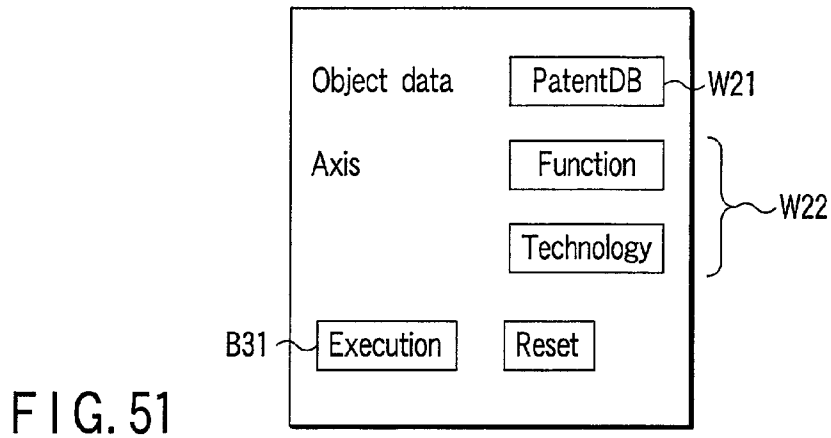 Object data PatentDB W21
Axis Function
W22
Technology
B31 Execution Reset
FIG. 51